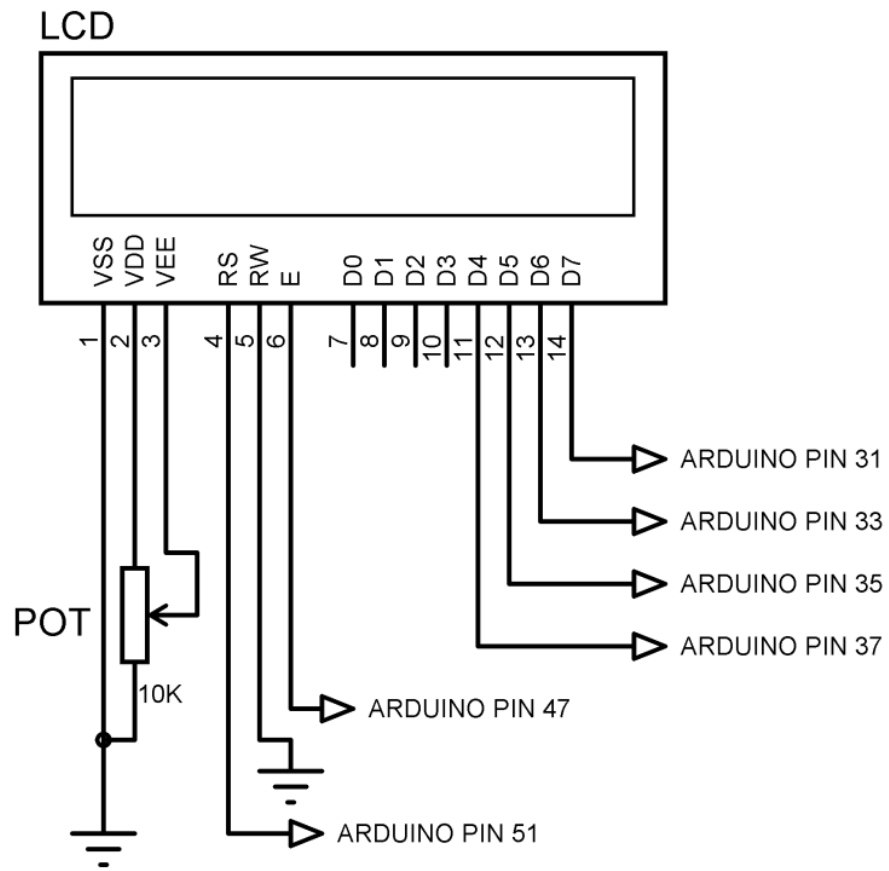 LCD
VSS
VDD
VEE
RS
RW
E
D0
D1
D2
D3
D4
D5
D6
D7
1
2
3
4
5
6
7
8
9
10
11
12
13
14
ARDUINO PIN 31
ARDUINO PIN 33
ARDUINO PIN 35
POT
ARDUINO PIN 37
10K
ARDUINO PIN 47
ARDUINO PIN 51